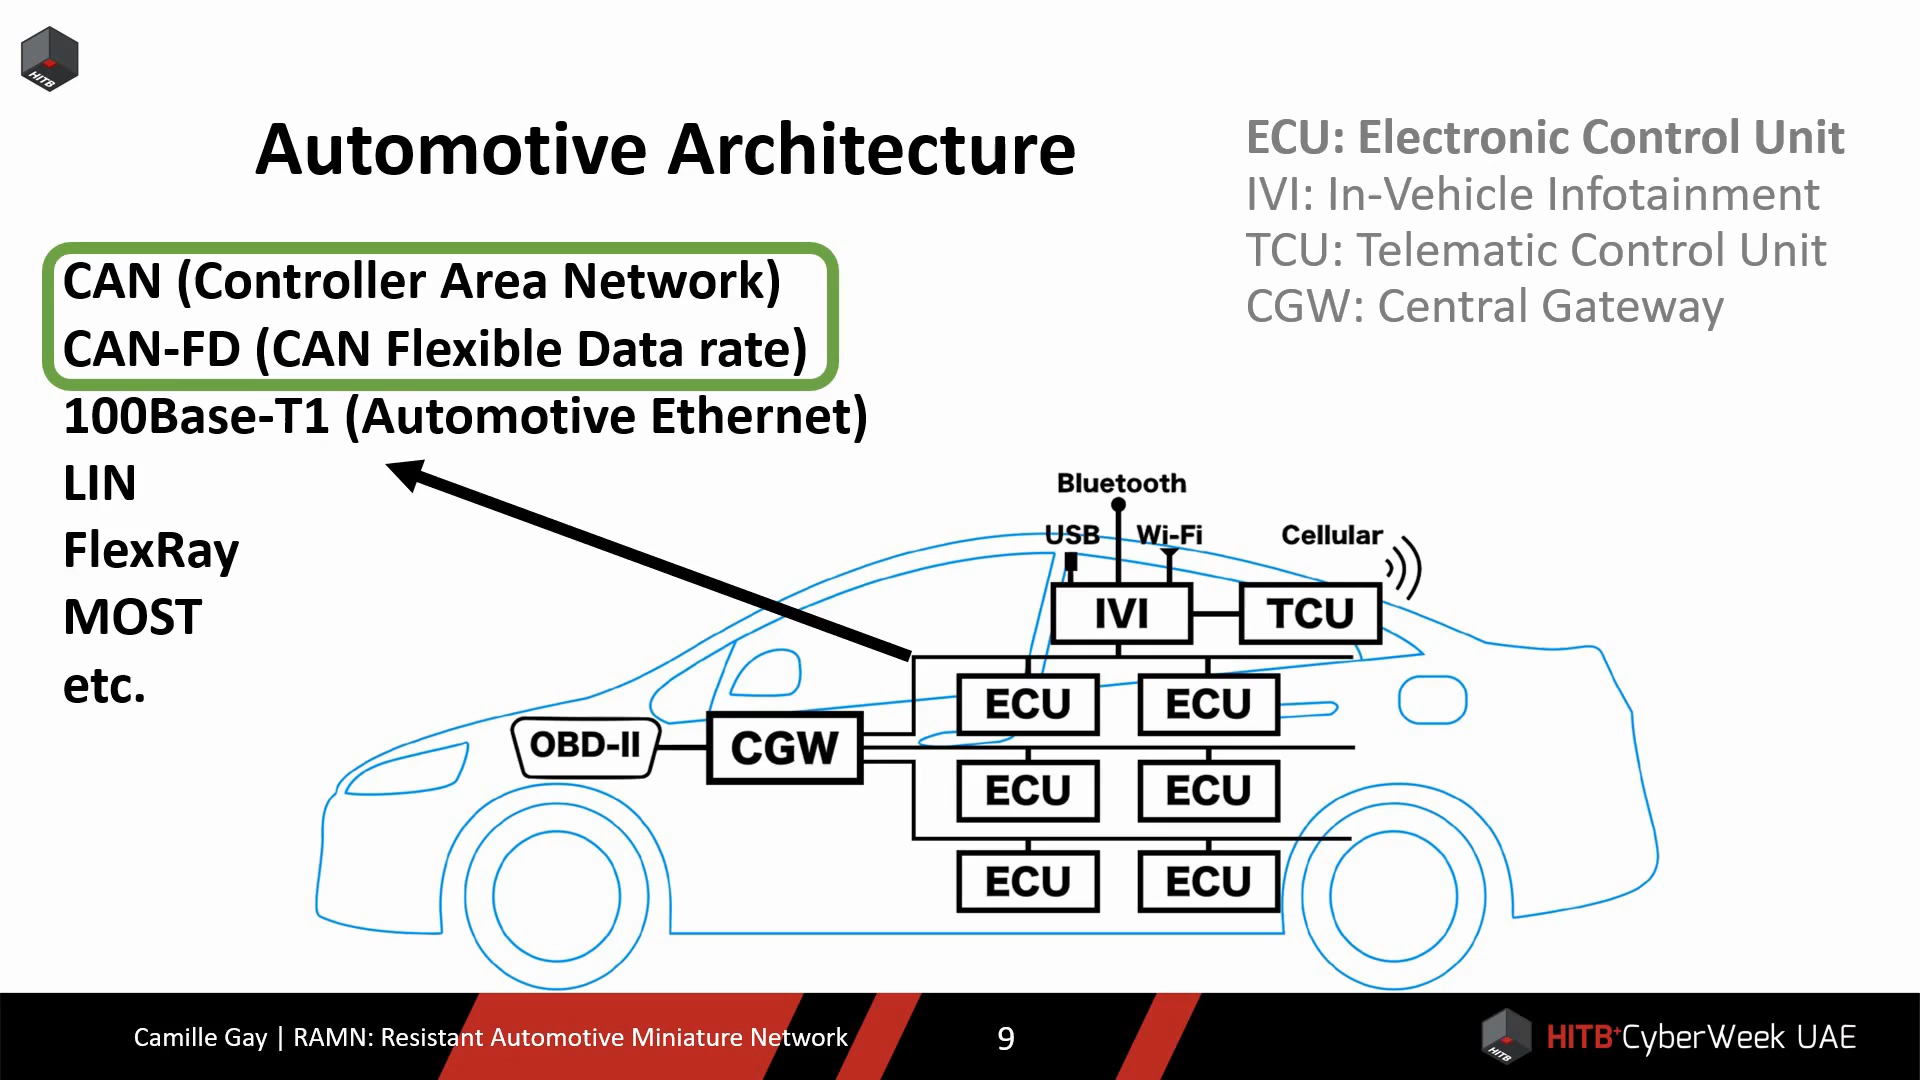 HITB
Automotive Architecture
ECU: Electronic Control Unit
IVI: In-Vehicle Infotainment
TCU: Telematic Control Unit
CGW: Central Gateway
CAN (Controller Area Network)
CAN-FD (CAN Flexible Data rate)
100Base-T1 (Automotive Ethernet)
LIN
FlexRay
MOST
etc.
Bluetooth
USB
Wi-Fi
Cellular
IVI
TCU
ECU
ECU
OBD-II
CGW
ECU
ECU
ECU
ECU
Camille Gay | RAMN: Resistant Automotive Miniature Network
9
HITB
HITB+CyberWeek UAE